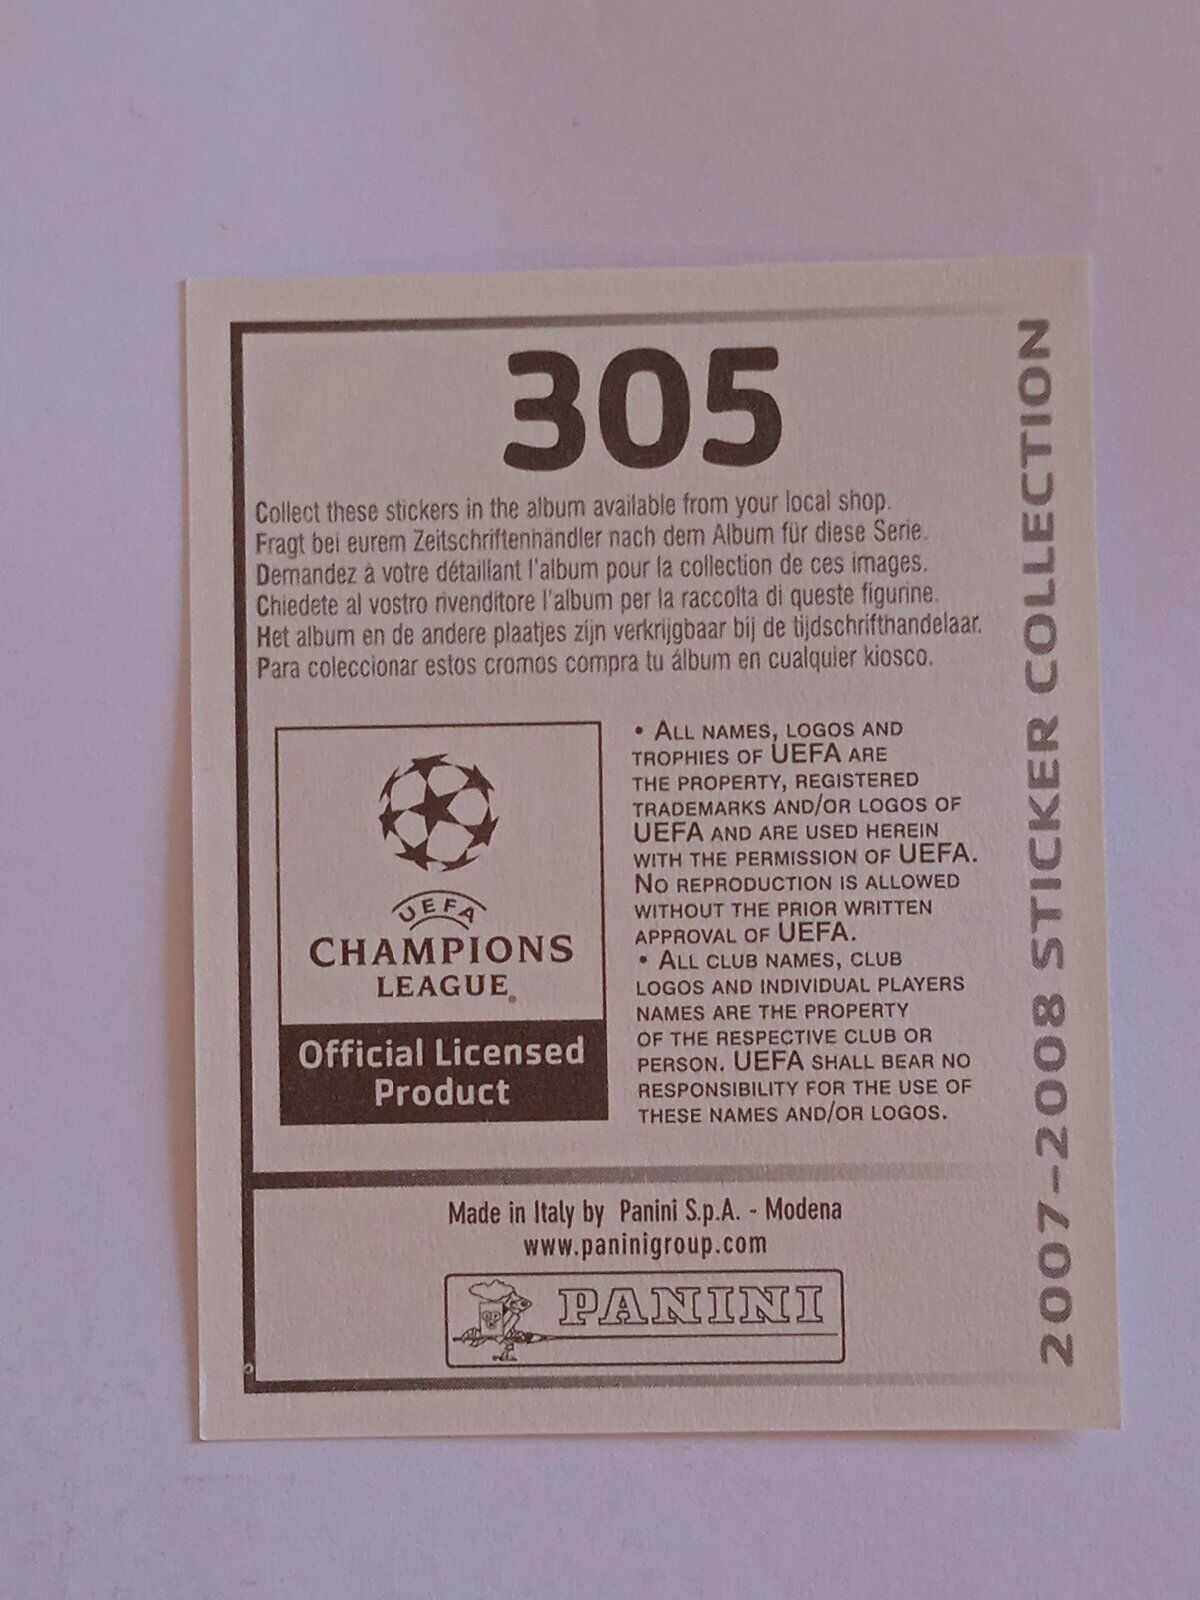 305
Collect these stickers in the album available from your local shop.
Fragt bei eurem Zeitschriftenhändler nach dem Album für diese Serie.
Demandez à votre détaillant l'album pour la collection de ces images.
Chiedete al vostro rivenditore l'album per la raccolta di queste figurine.
Het album en de andere plaatjes zijn verkrijgbaar bij de tijdschrifthandelaar.
Para coleccionar estos cromos compra tu álbum en cualquier kiosco.
UEFA
CHAMPIONS
LEAGUE
Official Licensed
Product
• ALL NAMES, LOGOS AND
TROPHIES OF UEFA ARE
THE PROPERTY, REGISTERED
TRADEMARKS AND/OR LOGOS OF
UEFA AND ARE USED HEREIN
WITH THE PERMISSION OF UEFA.
NO REPRODUCTION IS ALLOWED
WITHOUT THE PRIOR WRITTEN
APPROVAL OF UEFA.
• ALL CLUB NAMES, CLUB
LOGOS AND INDIVIDUAL PLAYERS
NAMES ARE THE PROPERTY
OF THE RESPECTIVE CLUB OR
PERSON. UEFA SHALL BEAR NO
RESPONSIBILITY FOR THE USE OF
THESE NAMES AND/OR LOGOS.
Made in Italy by Panini S.p.A. - Modena
www.paninigroup.com
PANINI
2007-2008 STICKER COLLECTION